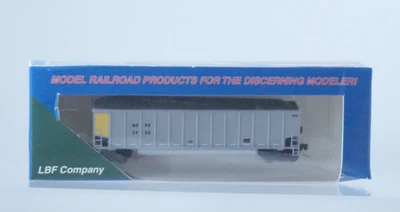 MODEL RAILROAD PRODUCTS FOR THE DISCERNING MODELER!
LBF Company